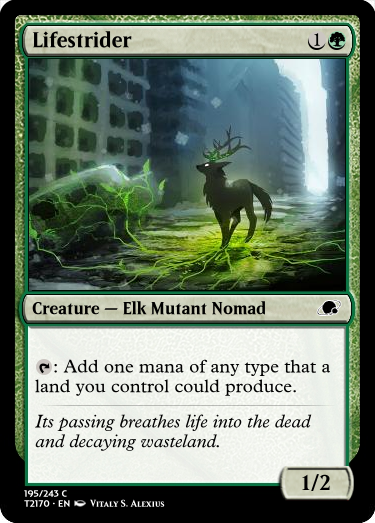 Lifestrider 1
Creature — Elk Mutant Nomad
: Add one mana of any type that a
land you control could produce.
Its passing breathes life into the dead
and decaying wasteland.
1/2
195/243 C
T2170 · EN Vitaly S. Alexius